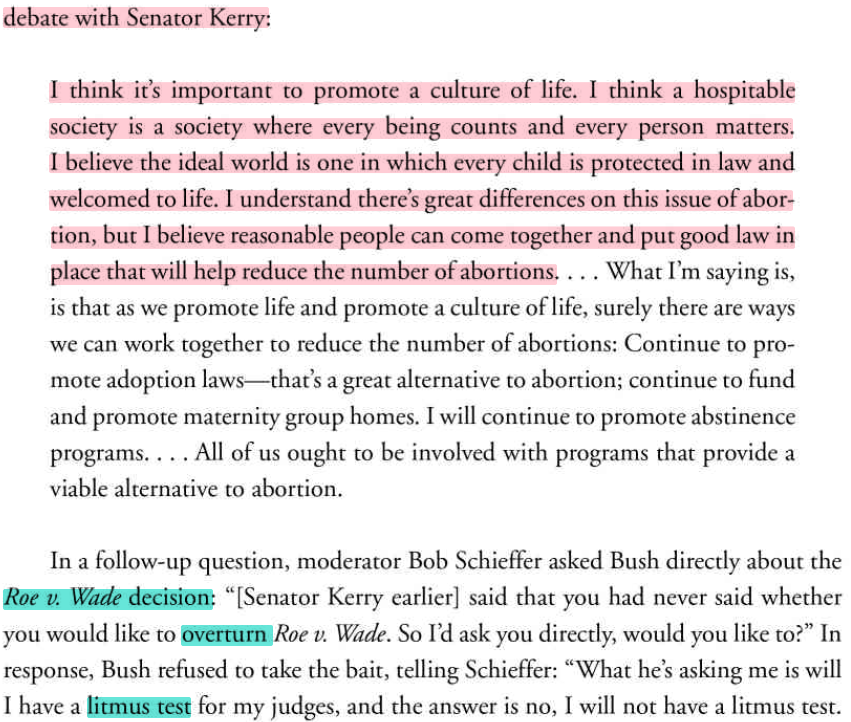 debate with Senator Kerry:
I think it’s important to promote a culture of life. I think a hospitable
society is a society where every being counts and every person matters.
I believe the ideal world is one in which every child is protected in law and
welcomed to life. I understand there’s great differences on this issue of abor-
tion, but I believe reasonable people can come together and put good law in
place that will help reduce the number of abortions. . . . What I’m saying is,
is that as we promote life and promote a culture of life, surely there are ways
we can work together to reduce the number of abortions: Continue to pro-
mote adoption laws—that’s a great alternative to abortion; continue to fund
and promote maternity group homes. I will continue to promote abstinence
programs. . . . All of us ought to be involved with programs that provide a
viable alternative to abortion.
In a follow-up question, moderator Bob Schieffer asked Bush directly about the
Roe v. Wade decision: “[Senator Kerry earlier] said that you had never said whether
you would like to overturn Roe v. Wade. So I’d ask you directly, would you like to?” In
response, Bush refused to take the bait, telling Schieffer: “What he’s asking me is will
I have a litmus test for my judges, and the answer is no, I will not have a litmus test.